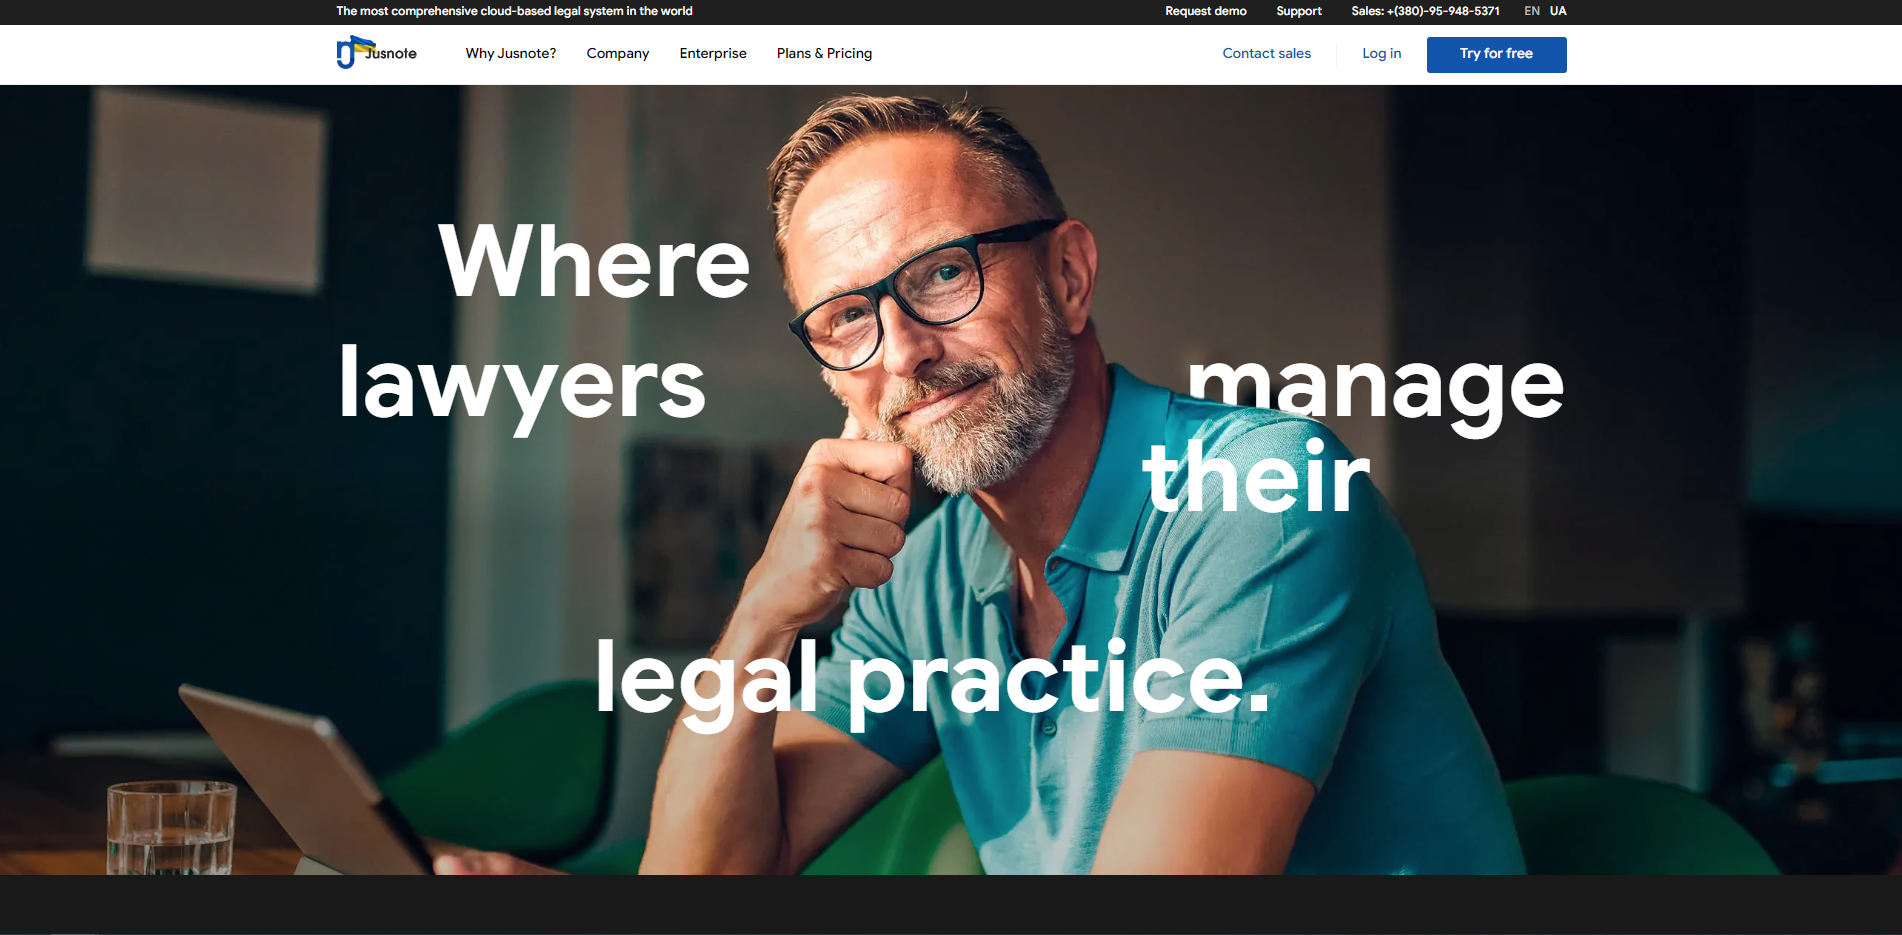 The most comprehensive cloud-based legal system in the world
Request demo Support Sales: +(380)-95-948-5371 EN UA
Jusnote Why Jusnote? Company Enterprise Plans & Pricing Contact sales Log in Try for free
Where
lawyers manage
their
legal practice.